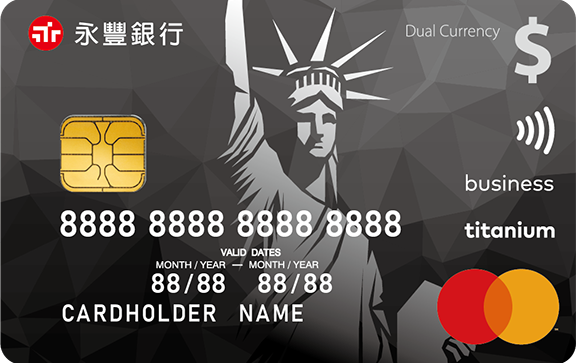 永豐銀行
Dual Currency
$
business
titanium
8888 8888 8888 8888
VALID DATES
MONTH / YEAR — MONTH / YEAR
88/88 88/88
CARDHOLDER NAME